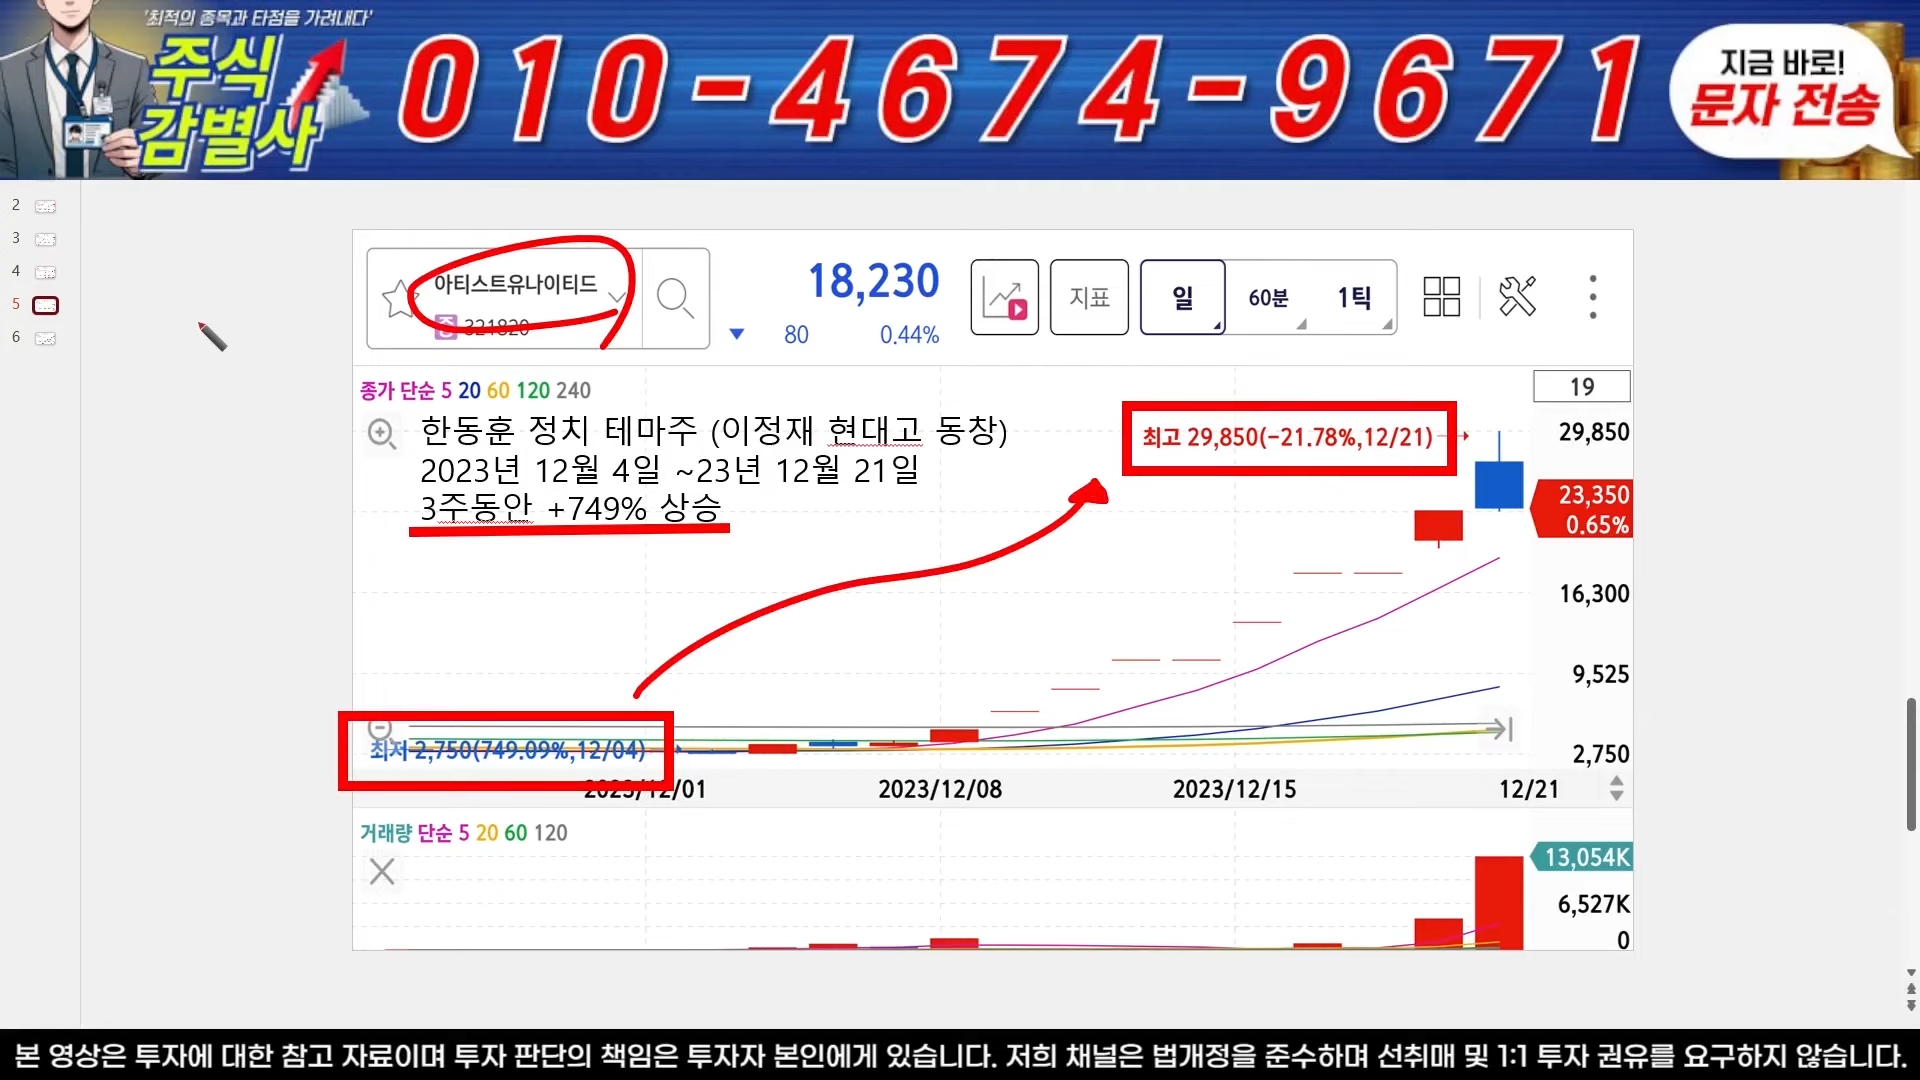 '최적의 종목과 타점을 가려내다'
주식
감별사
010-4674-9671
지금 바로!
문자 전송
2
3
4
5
6
아티스트유나이티드
증 321820
18,230
▼ 80 0.44%
지표
일 60분 1틱
종가 단순 5 20 60 120 240
19
한동훈 정치 테마주 (이정재 현대고 동창)
2023년 12월 4일 ~23년 12월 21일
3주동안 +749% 상승
최고 29,850(-21.78%,12/21)
29,850
23,350
0.65%
16,300
9,525
2,750
최저 2,750(749.09%,12/04)
2023/12/01 2023/12/08 2023/12/15 12/21
거래량 단순 5 20 60 120
13,054K
6,527K
0
본 영상은 투자에 대한 참고 자료이며 투자 판단의 책임은 투자자 본인에게 있습니다. 저희 채널은 법개정을 준수하며 선취매 및 1:1 투자 권유를 요구하지 않습니다.